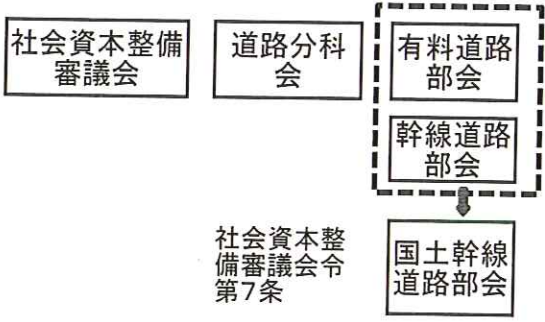 社会資本整備
審議会
道路分科
会
有料道路
部会
幹線道路
部会
社会資本整
備審議会令
第7条
国土幹線
道路部会